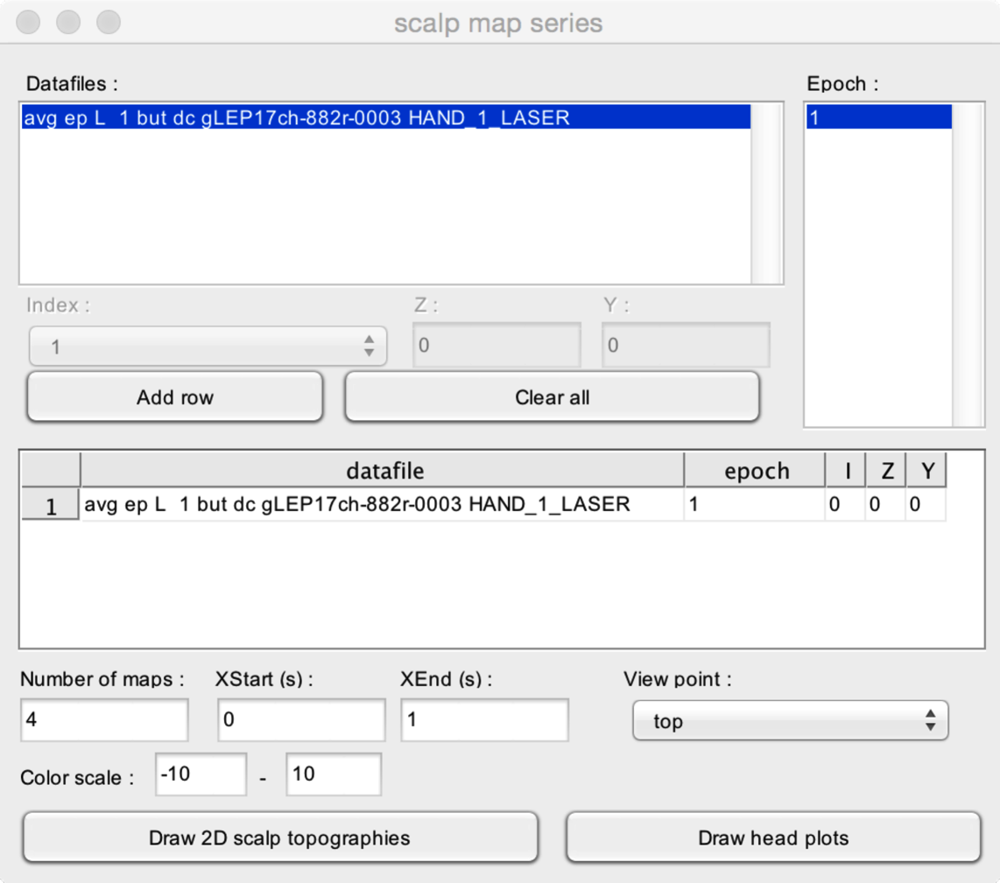 scalp map series
Datafiles : Epoch :
avg ep L  1 but dc gLEP17ch-882r-0003 HAND_1_LASER 1
Index : Z : Y :
1 0 0
Add row Clear all
datafile epoch I Z Y
1 avg ep L  1 but dc gLEP17ch-882r-0003 HAND_1_LASER 1 0 0 0
Number of maps : XStart (s) : XEnd (s) : View point :
4 0 1 top
Color scale : -10 - 10
Draw 2D scalp topographies Draw head plots